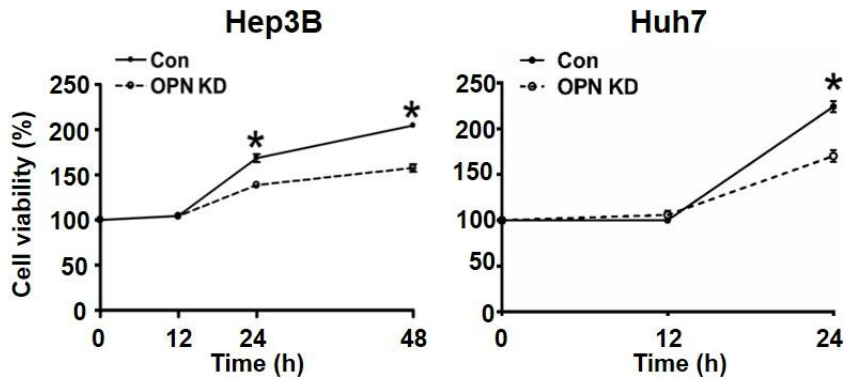 Hep3B
Con
OPN KD
Cell viability (%)
250
200
150
100
50
0
*
*
0 12 24 48
Time (h)
Huh7
Con
OPN KD
250
200
150
100
50
0
*
0 12 24
Time (h)